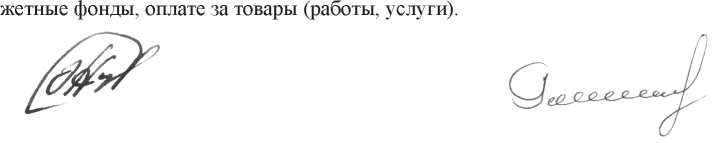 жетные фонды, оплате за товары (работы, услуги).